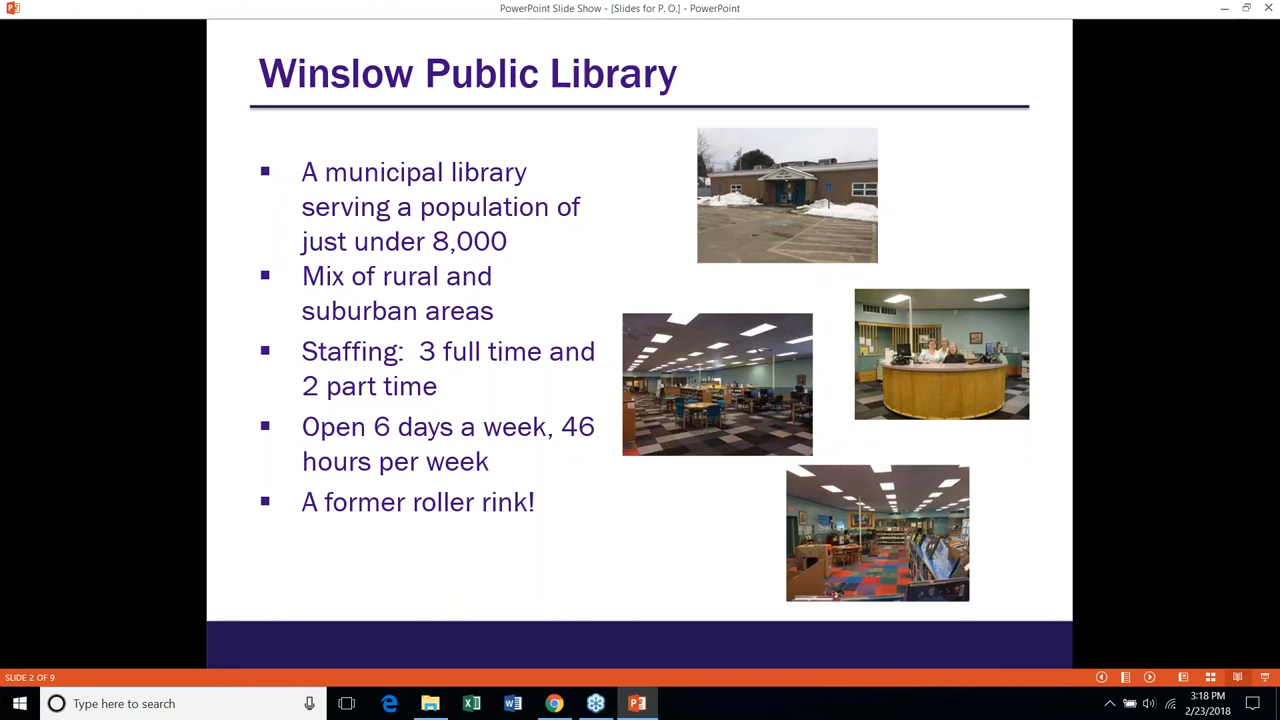 PowerPoint Slide Show - [Slides for P. O.] - PowerPoint
Winslow Public Library
▪ A municipal library
serving a population of
just under 8,000
▪ Mix of rural and
suburban areas
▪ Staffing: 3 full time and
2 part time
▪ Open 6 days a week, 46
hours per week
▪ A former roller rink!
SLIDE 2 OF 9
Type here to search
3:18 PM
2/23/2018